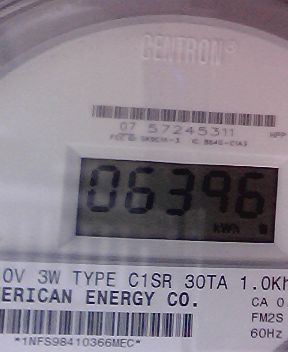 CENTRON®
07 57245311
06396
kWh
0V 3W TYPE C1SR 30TA 1.0Kh
ERICAN ENERGY CO.
CA 0
FM2S
60Hz
*1NFS98410366MEC*